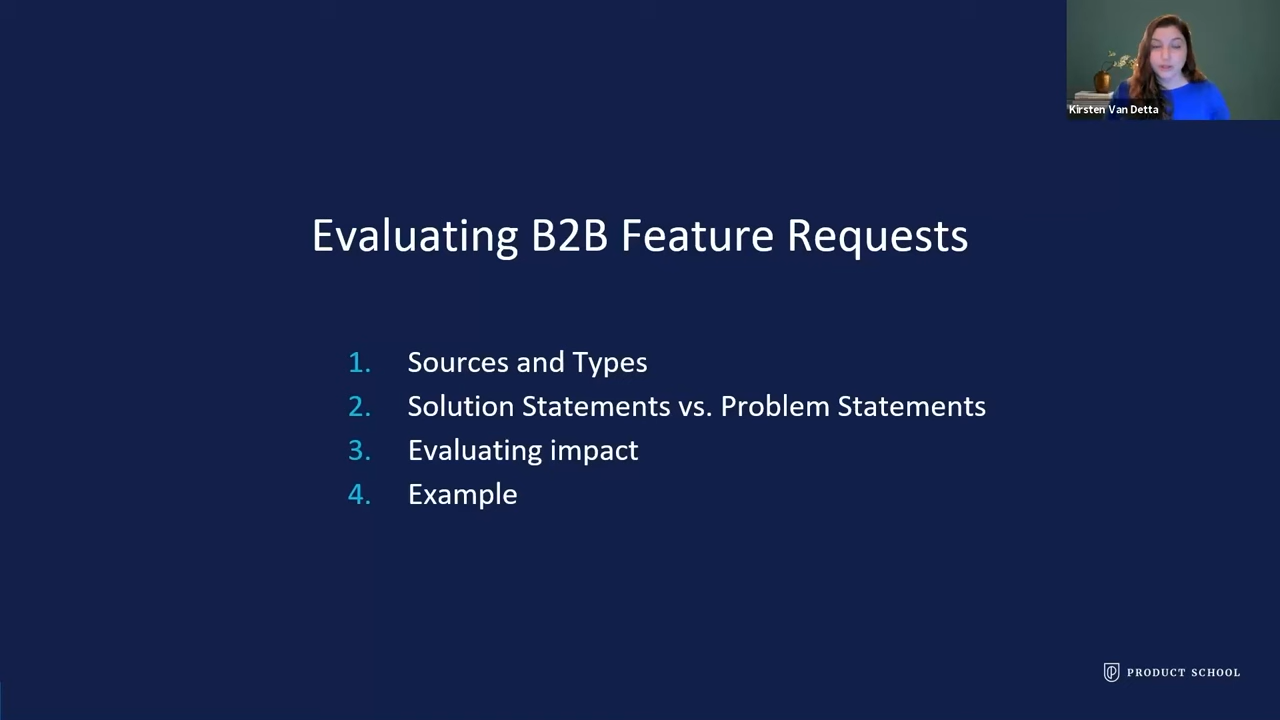 Kirsten Van Detta
Evaluating B2B Feature Requests
1. Sources and Types
2. Solution Statements vs. Problem Statements
3. Evaluating impact
4. Example
PRODUCT SCHOOL